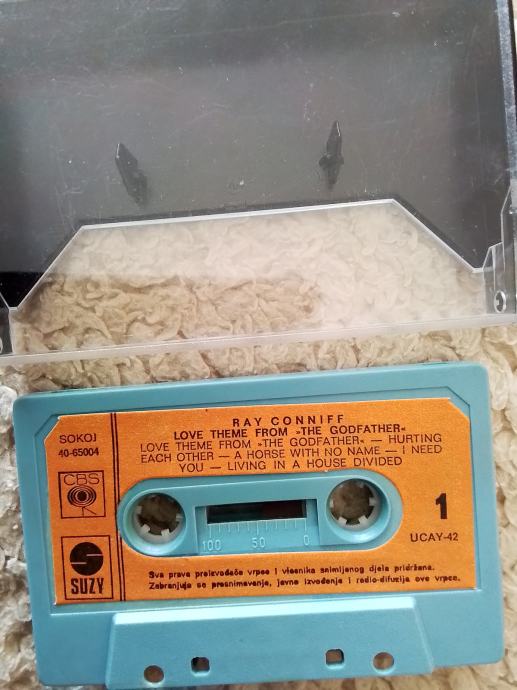 RAY CONNIFF
LOVE THEME FROM »THE GODFATHER«
LOVE THEME FROM »THE GODFATHER« — HURTING
EACH OTHER — A HORSE WITH NO NAME — I NEED
YOU — LIVING IN A HOUSE DIVIDED
SOKOJ
40-65004
CBS
SUZY
1
UCAY-42
100 50 0
Sva prava proizvođača vrpce i vlasnika snimljenog djela pridržana.
Zabranjuje se presnimavanje, javno izvođenje i radio-difuzija ove vrpce.